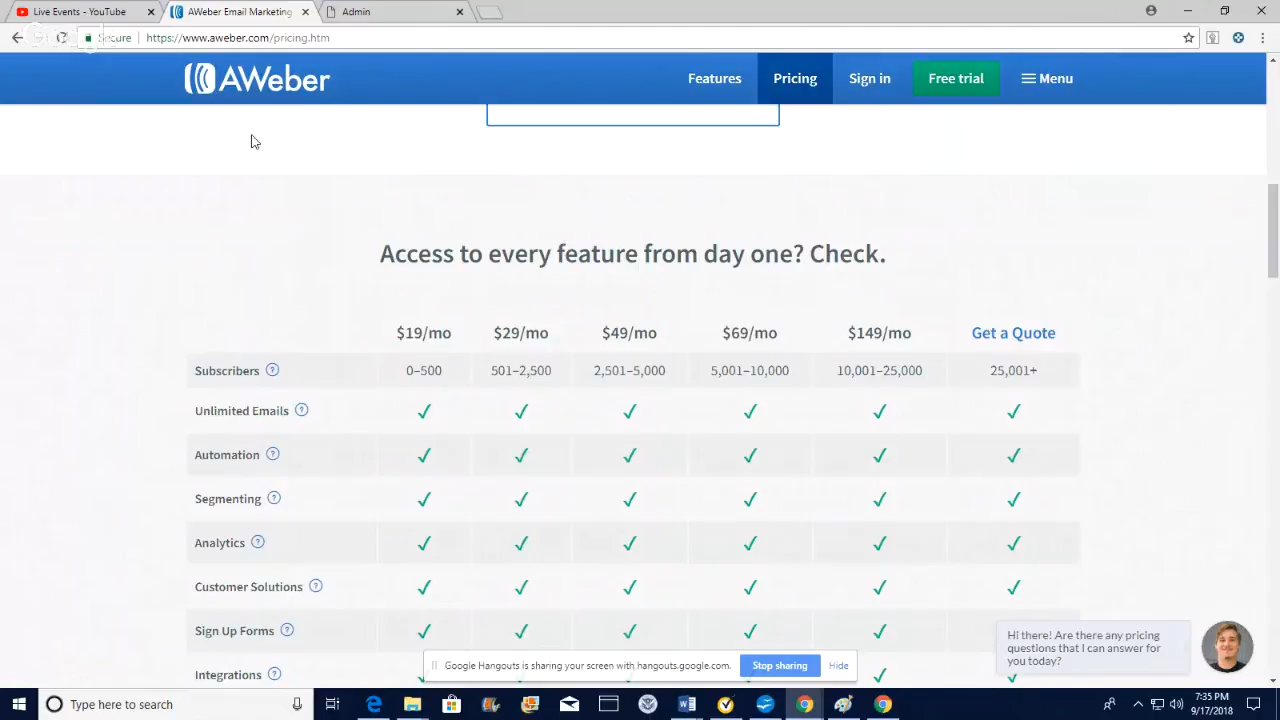 Live Events - YouTube
AWeber Email Marketing
Admin
Secure
https://www.aweber.com/pricing.htm
AWeber
Features
Pricing
Sign in
Free trial
Menu
Access to every feature from day one? Check.
$19/mo $29/mo $49/mo $69/mo $149/mo Get a Quote
Subscribers ? 0–500 501–2,500 2,501–5,000 5,001–10,000 10,001–25,000 25,001+
Unlimited Emails ? ✓ ✓ ✓ ✓ ✓ ✓
Automation ? ✓ ✓ ✓ ✓ ✓ ✓
Segmenting ? ✓ ✓ ✓ ✓ ✓ ✓
Analytics ? ✓ ✓ ✓ ✓ ✓ ✓
Customer Solutions ? ✓ ✓ ✓ ✓ ✓ ✓
Sign Up Forms ? ✓ ✓ ✓ ✓ ✓
Integrations ?
Hi there! Are there any pricing
questions that I can answer for
you today?
Google Hangouts is sharing your screen with hangouts.google.com.
Stop sharing
Hide
Type here to search
7:35 PM
9/17/2018